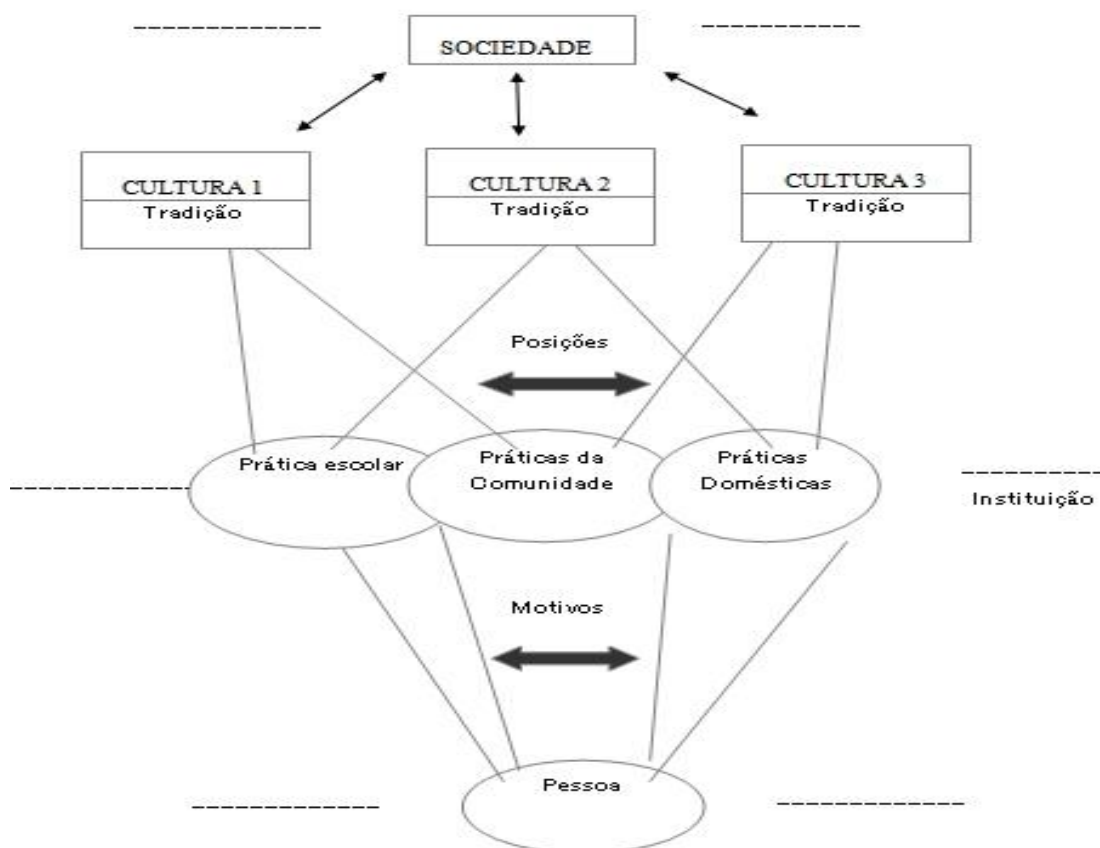 SOCIEDADE
CULTURA 1
Tradição
CULTURA 2
Tradição
CULTURA 3
Tradição
Posições
Prática escolar
Práticas da
Comunidade
Práticas
Domésticas
Instituição
Motivos
Pessoa